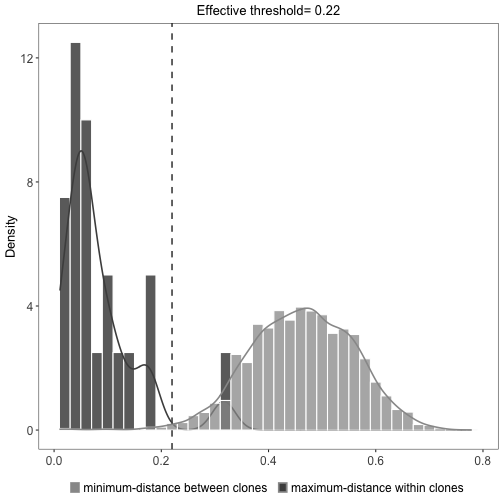 Effective threshold= 0.22
12
8
4
0
Density
0.0 0.2 0.4 0.6 0.8
minimum-distance between clones maximum-distance within clones